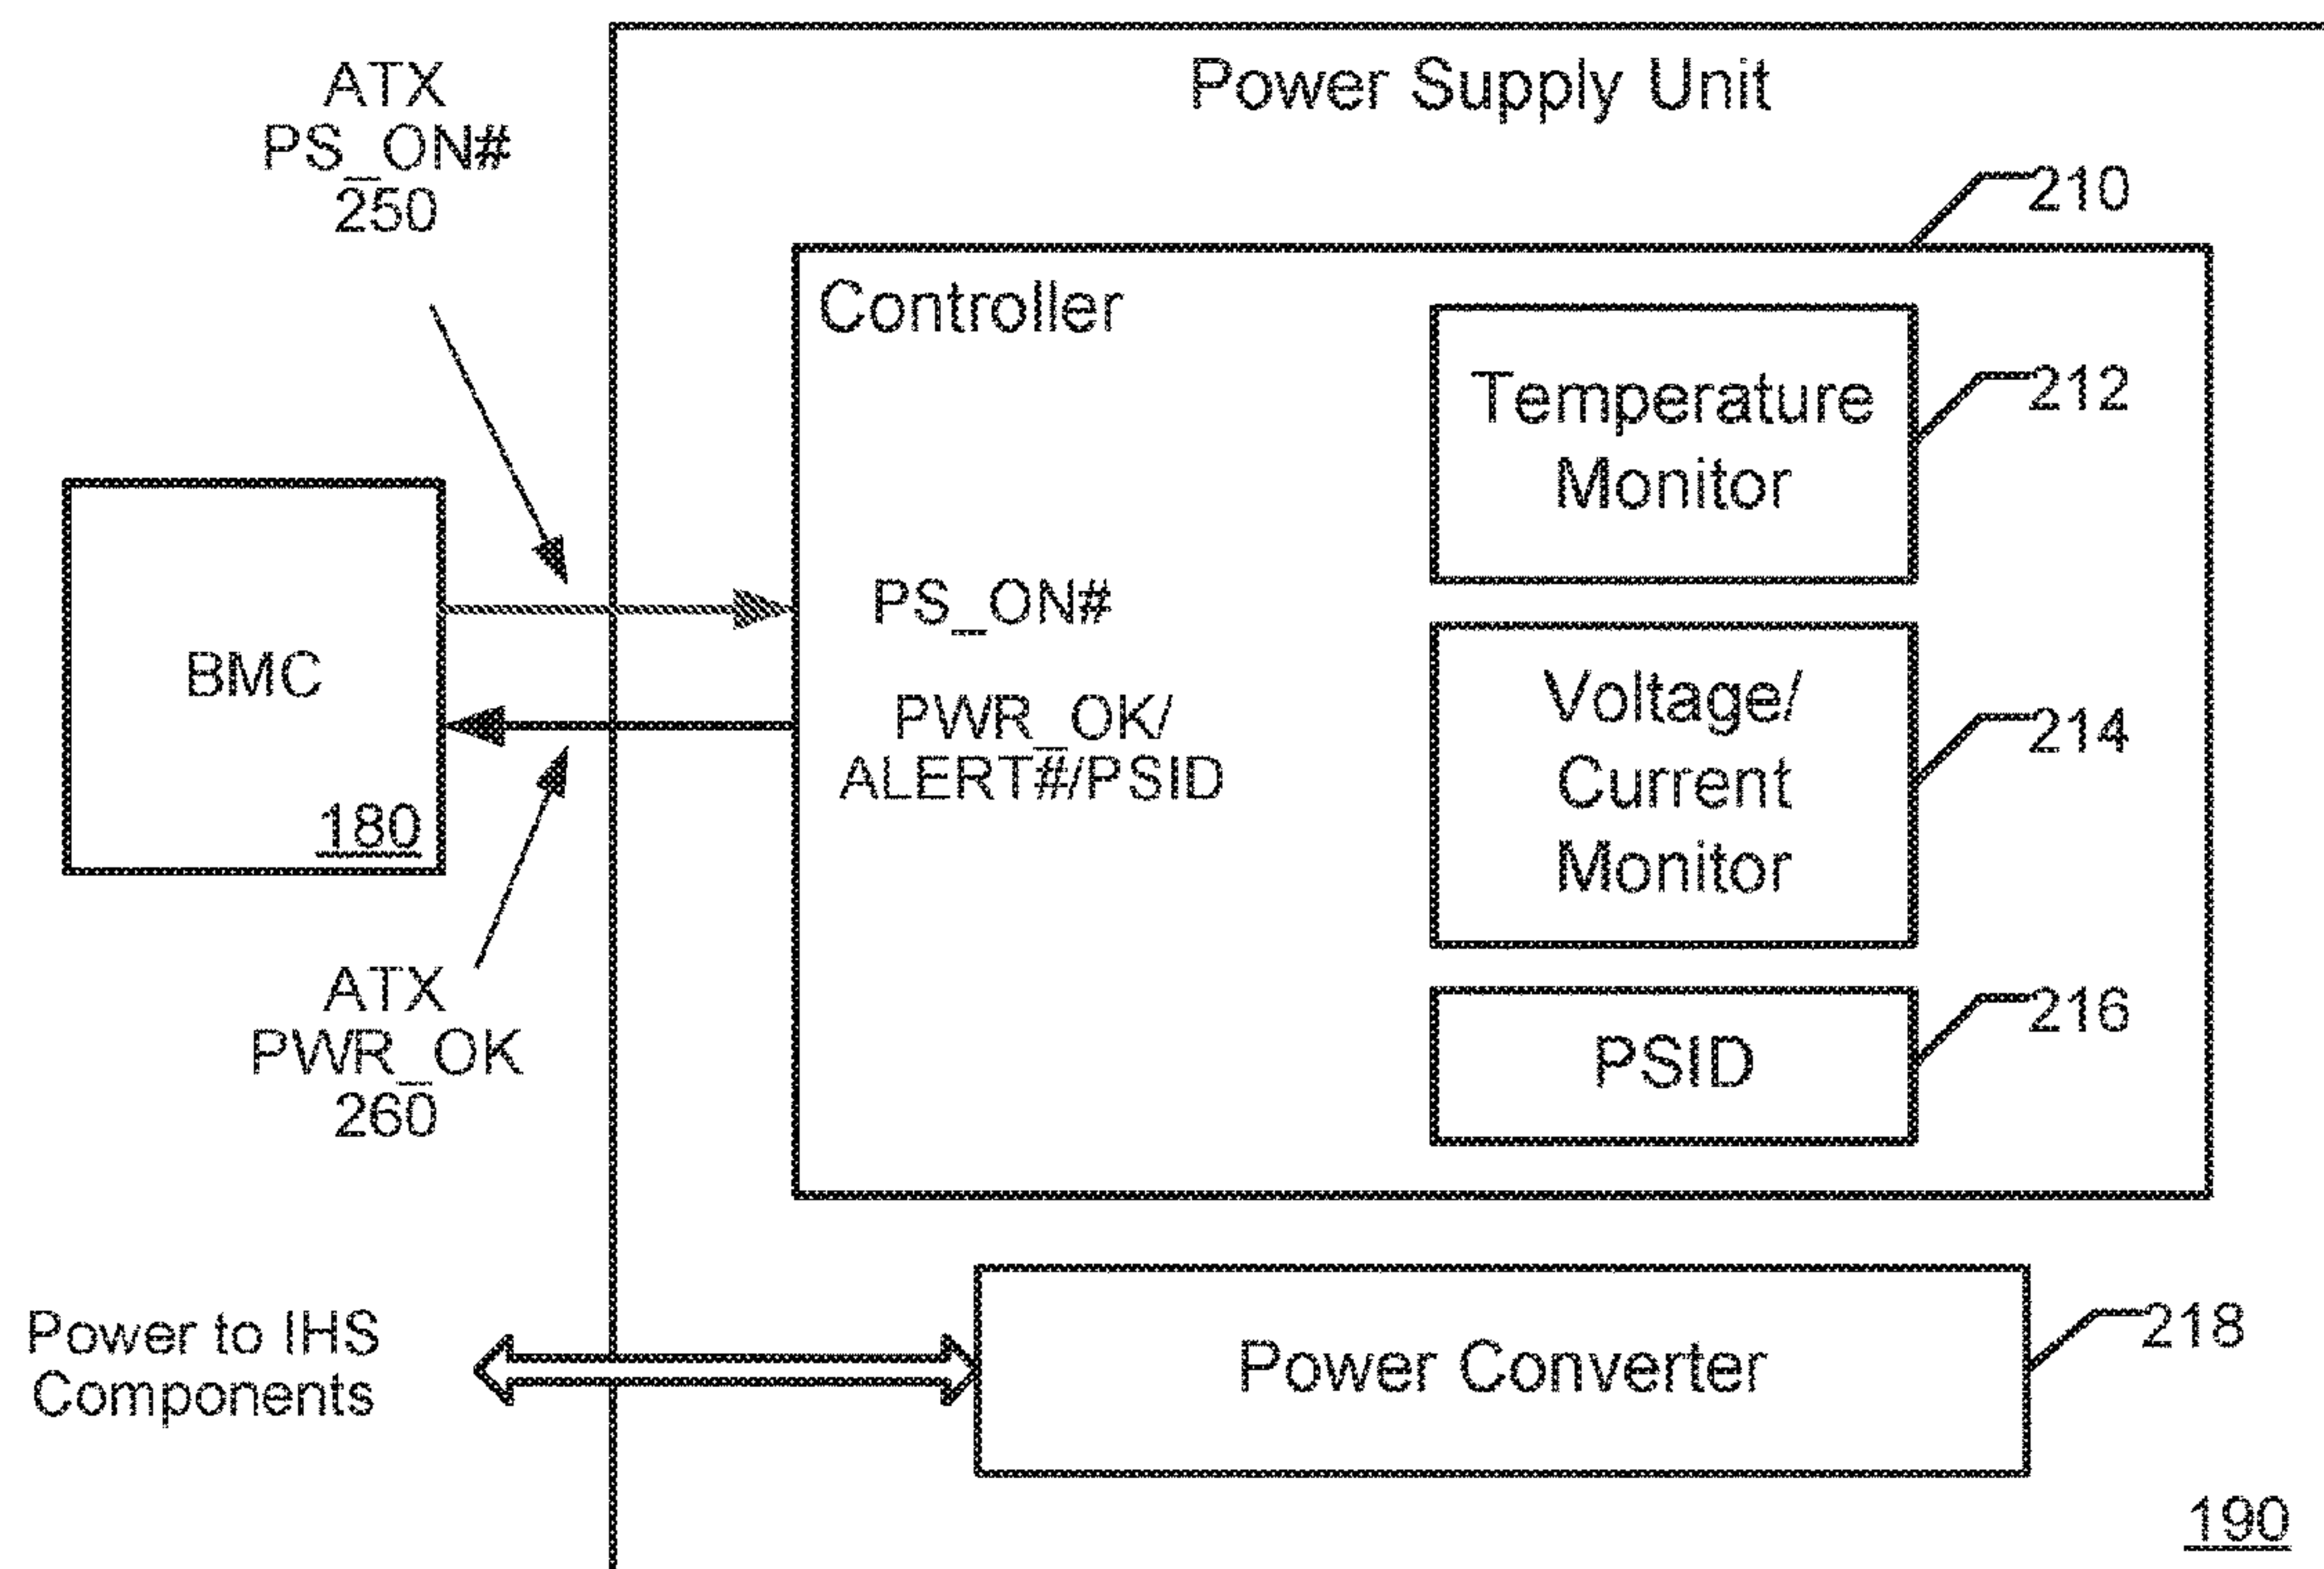 Power Supply Unit
ATX
PS_ON#
250
210
Controller
Temperature
Monitor
212
BMC
180
PS_ON#
PWR_OK/
ALERT#/PSID
Voltage/
Current
Monitor
214
ATX
PWR_OK
260
PSID
216
Power to IHS
Components
Power Converter
218
190